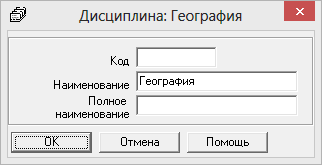 Дисциплина: География
Код
Наименование География
Полное
наименование
OK Отмена Помощь